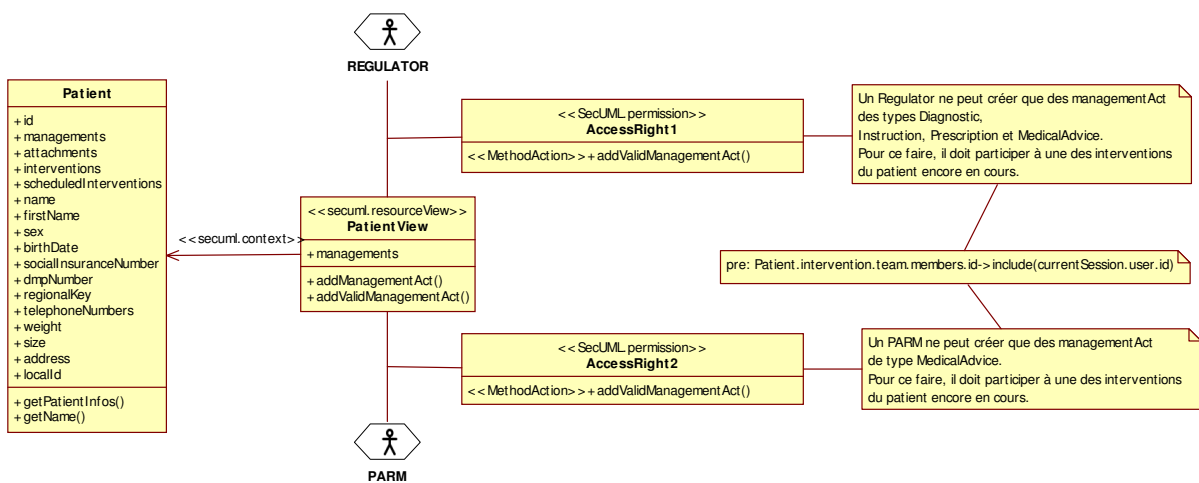 REGULATOR
Patient
+ id
+ managements
+ attachments
+ interventions
+ scheduledInterventions
+ name
+ firstName
+ sex
+ birthDate
+ socialInsuranceNumber
+ dmpNumber
+ regionalKey
+ telephoneNumbers
+ weight
+ size
+ address
+ localId
+ getPatientInfos()
+ getName()
<<secuml.context>>
<<secuml.resourceView>>
PatientView
+ managements
+ addManagementAct()
+ addValidManagementAct()
<<SecUML.permission>>
AccessRight1
<<MethodAction>> + addValidManagementAct()
Un Regulator ne peut créer que des managementAct
des types Diagnostic,
Instruction, Prescription et MedicalAdvice.
Pour ce faire, il doit participer à une des interventions
du patient encore en cours.
pre: Patient.intervention.team.members.id->include(currentSession.user.id)
<<SecUML.permission>>
AccessRight2
<<MethodAction>> + addValidManagementAct()
Un PARM ne peut créer que des managementAct
de type MedicalAdvice.
Pour ce faire, il doit participer à une des interventions
du patient encore en cours.
PARM